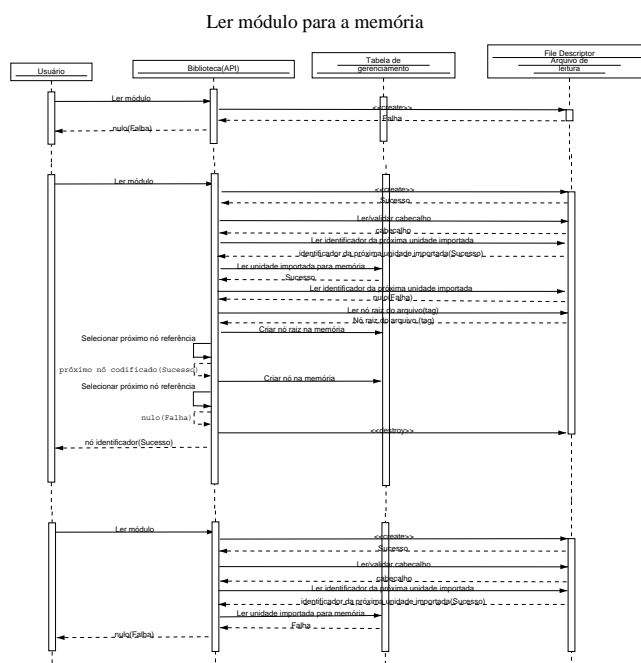 Ler módulo para a memória
Usuário
Biblioteca(API)
Tabela de
gerenciamento
File Descriptor
Arquivo de
leitura
Ler módulo
<<create>>
Falha
nulo(Falha)
Ler módulo
<<create>>
Sucesso
Ler/validar cabecalho
cabecalho
Ler identificador da próxima unidade importada
identificador da próxima unidade importada(Sucesso)
Ler unidade importada para memória
Sucesso
Ler identificador da próxima unidade importada
nulo(Falha)
Ler nó raiz do arquivo(tag)
Nó raiz do arquivo (tag)
Criar nó raiz na memória
Selecionar próximo nó referência
próximo nó codificado(Sucesso)
Criar nó na memória
Selecionar próximo nó referência
nulo(Falha)
<<destroy>>
nó identificador(Sucesso)
Ler módulo
<<create>>
Sucesso
Ler/validar cabecalho
cabecalho
Ler identificador da próxima unidade importada
identificador da próxima unidade importada(Sucesso)
Ler unidade importada para memória
Falha
nulo(Falha)